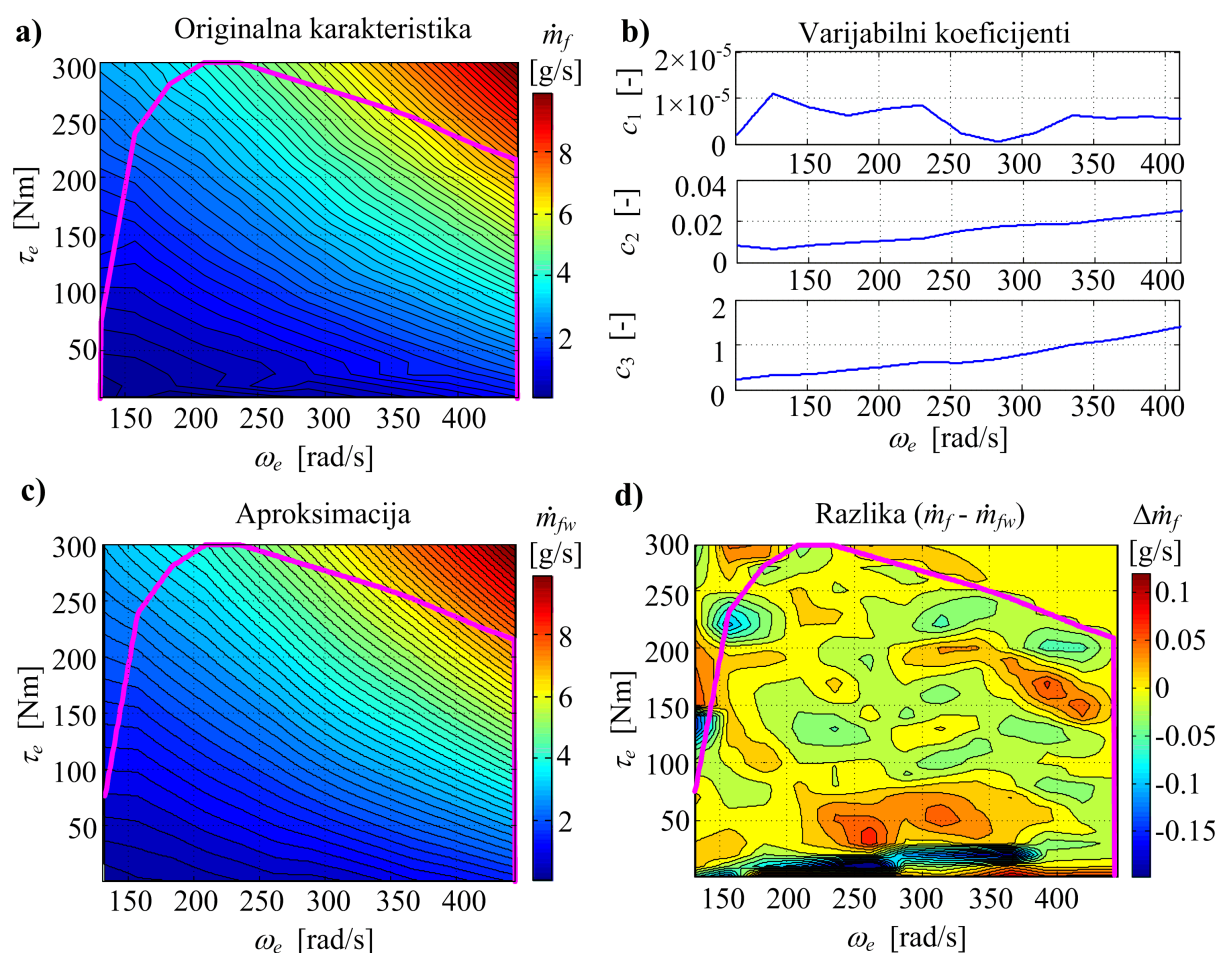 a)
Originalna karakteristika
ṁf
[g/s]
300
250
200
150
100
50
τe [Nm]
150 200 250 300 350 400
ωe [rad/s]
8
6
4
2
b)
Varijabilni koeficijenti
2×10⁻⁵
1×10⁻⁵
0
c1 [-]
150 200 250 300 350 400
0.04
0.02
0
c2 [-]
150 200 250 300 350 400
2
1
0
c3 [-]
150 200 250 300 350 400
ωe [rad/s]
c)
Aproksimacija
ṁfw
[g/s]
300
250
200
150
100
50
τe [Nm]
150 200 250 300 350 400
ωe [rad/s]
8
6
4
2
d)
Razlika (ṁf - ṁfw)
Δṁf
[g/s]
300
250
200
150
100
50
τe [Nm]
150 200 250 300 350 400
ωe [rad/s]
0.1
0.05
0
-0.05
-0.1
-0.15